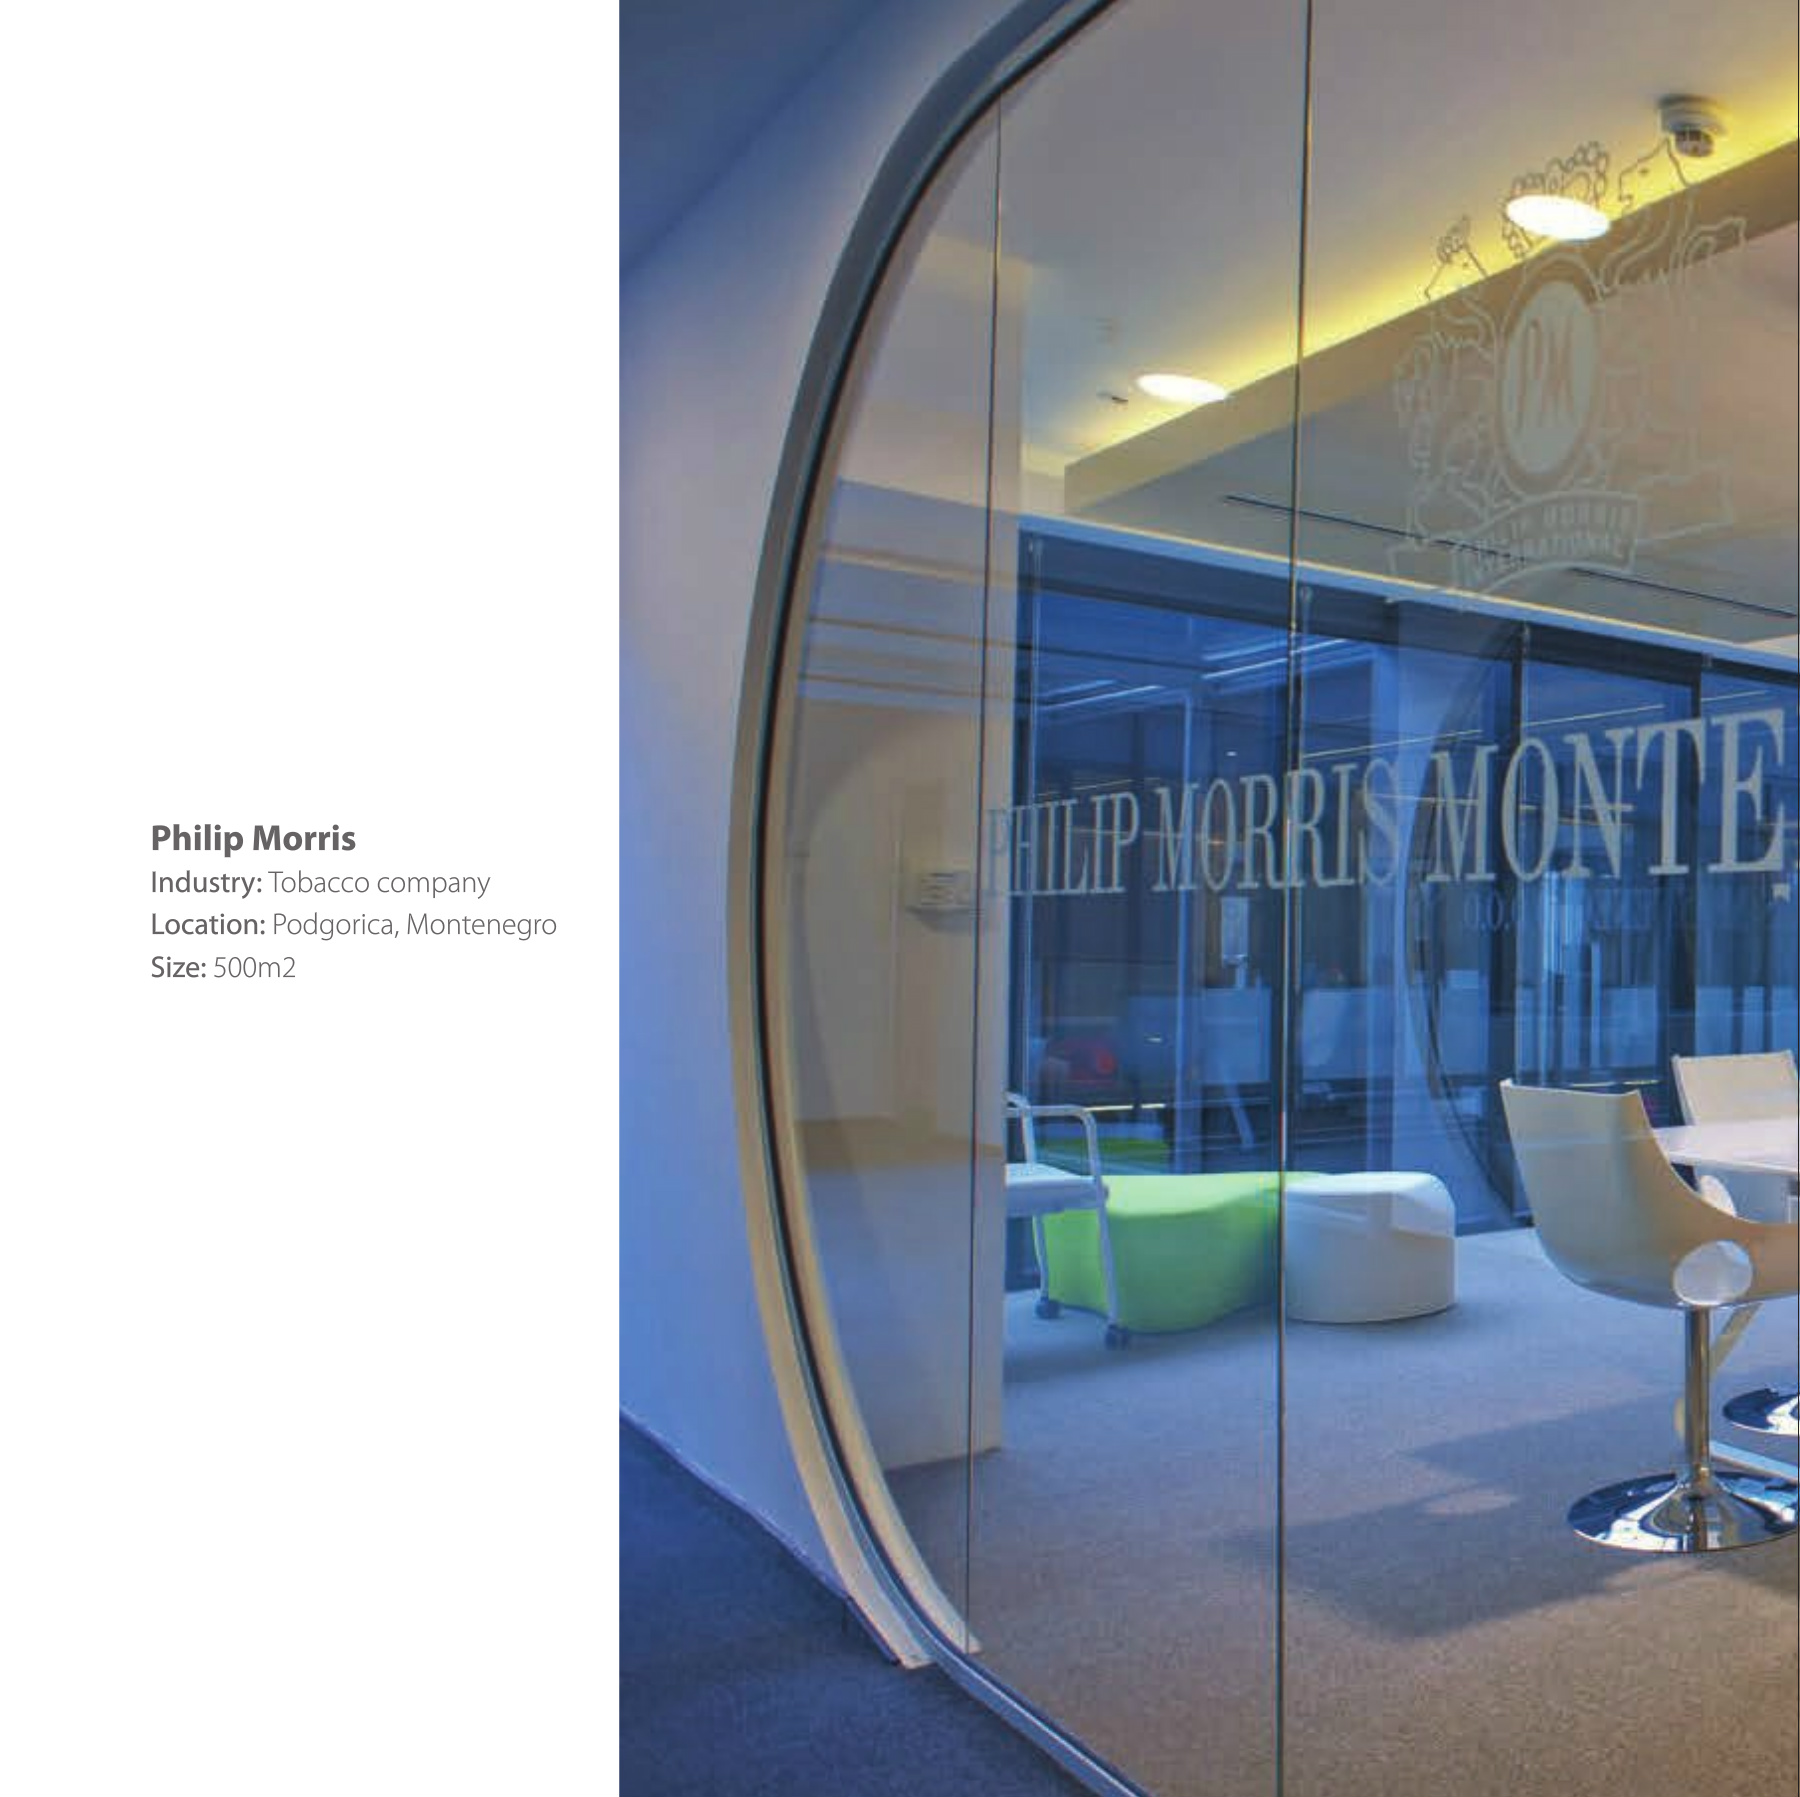 Philip Morris
Industry: Tobacco company
Location: Podgorica, Montenegro
Size: 500m2
PM
PHILIP MORRIS
INTERNATIONAL
PHILIP MORRIS MONTE
d.o.o.